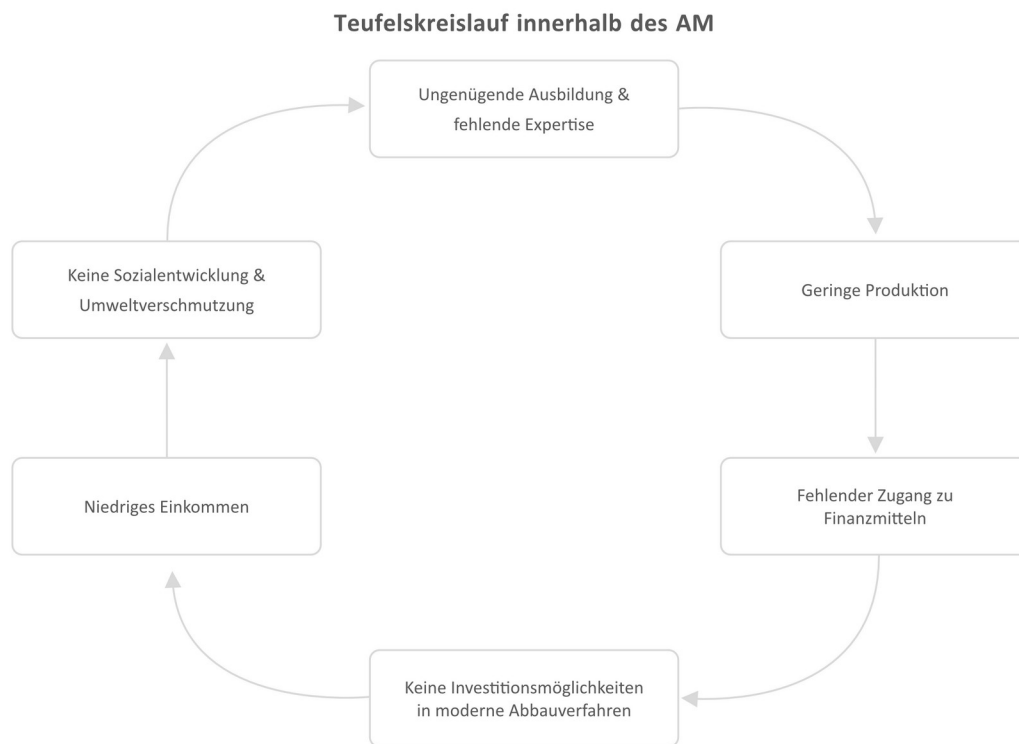 Teufelskreislauf innerhalb des AM
Ungenügende Ausbildung &
fehlende Expertise
Geringe Produktion
Fehlender Zugang zu
Finanzmitteln
Keine Investitionsmöglichkeiten
in moderne Abbauverfahren
Niedriges Einkommen
Keine Sozialentwicklung &
Umweltverschmutzung